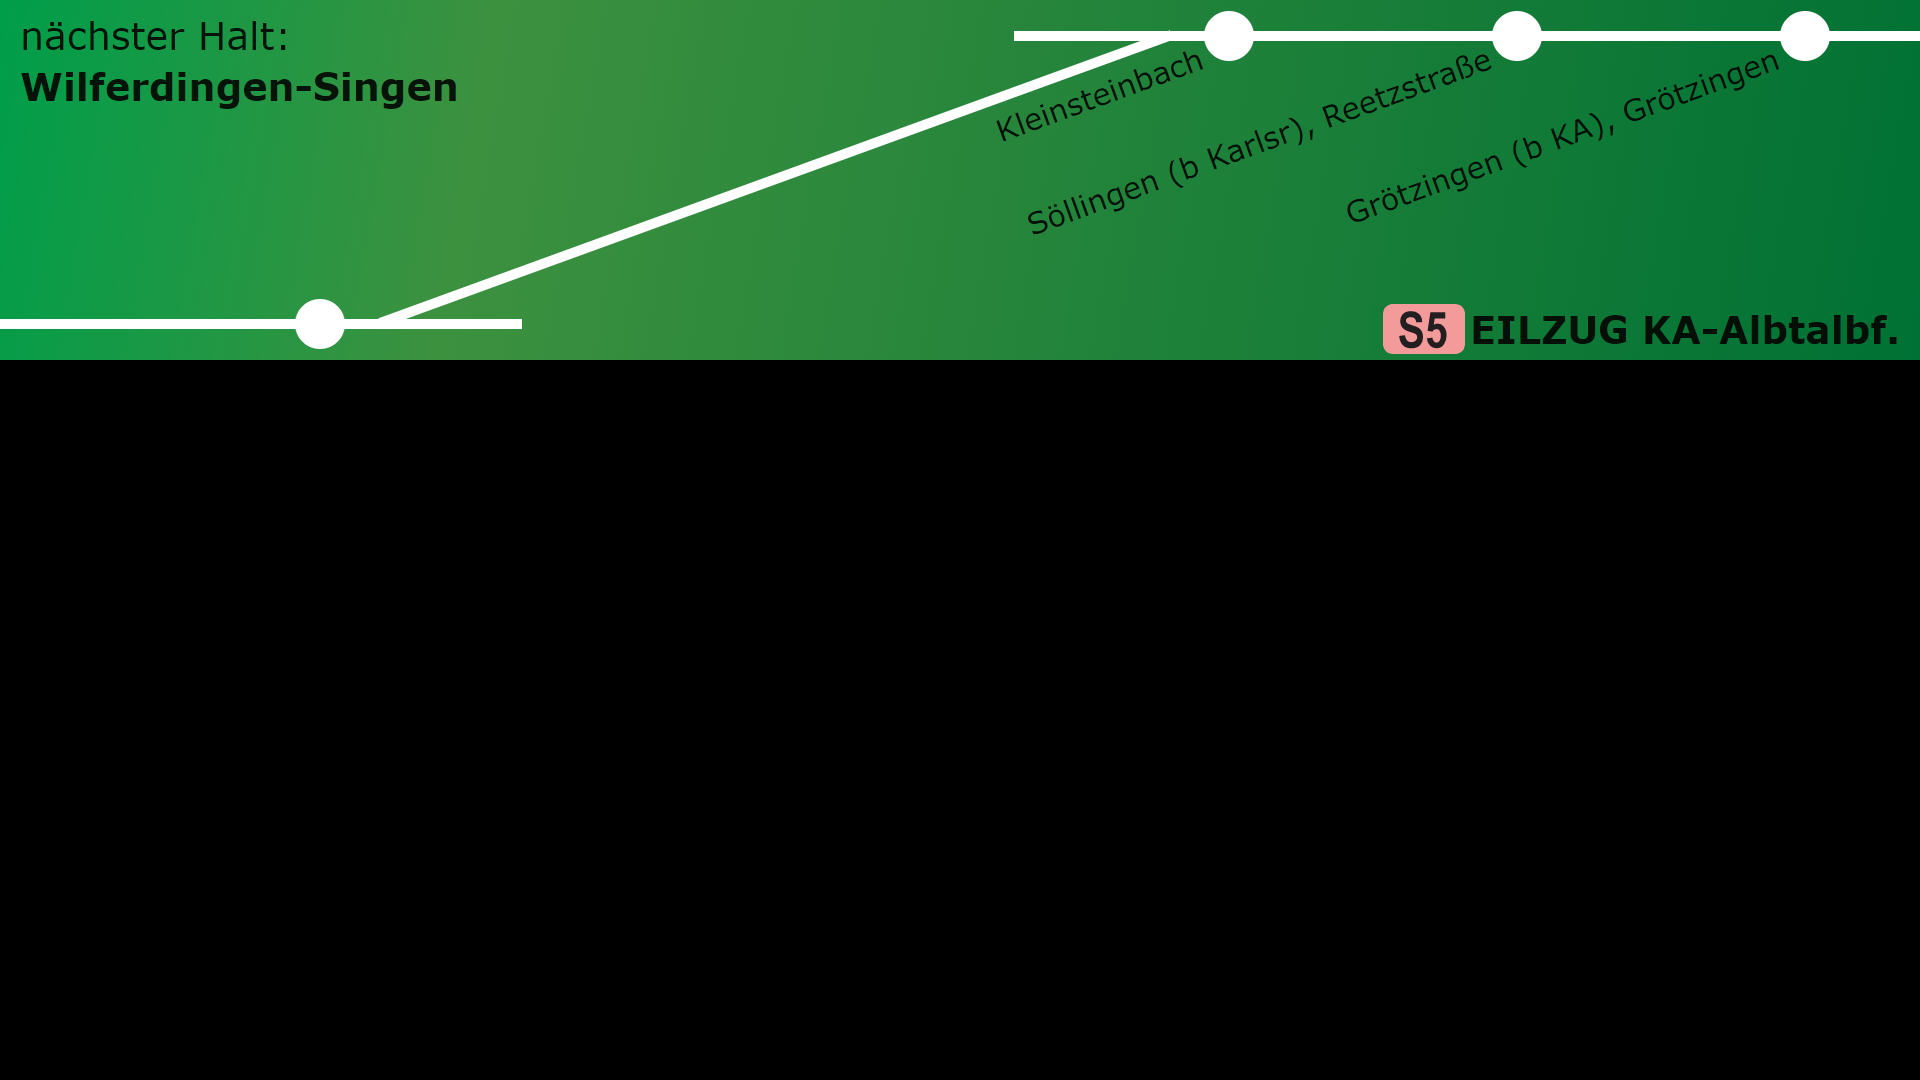 nächster Halt:
Wilferdingen-Singen
Kleinsteinbach
Söllingen (b Karlsr), Reetzstraße
Grötzingen (b KA), Grötzingen
S5 EILZUG KA-Albtalbf.